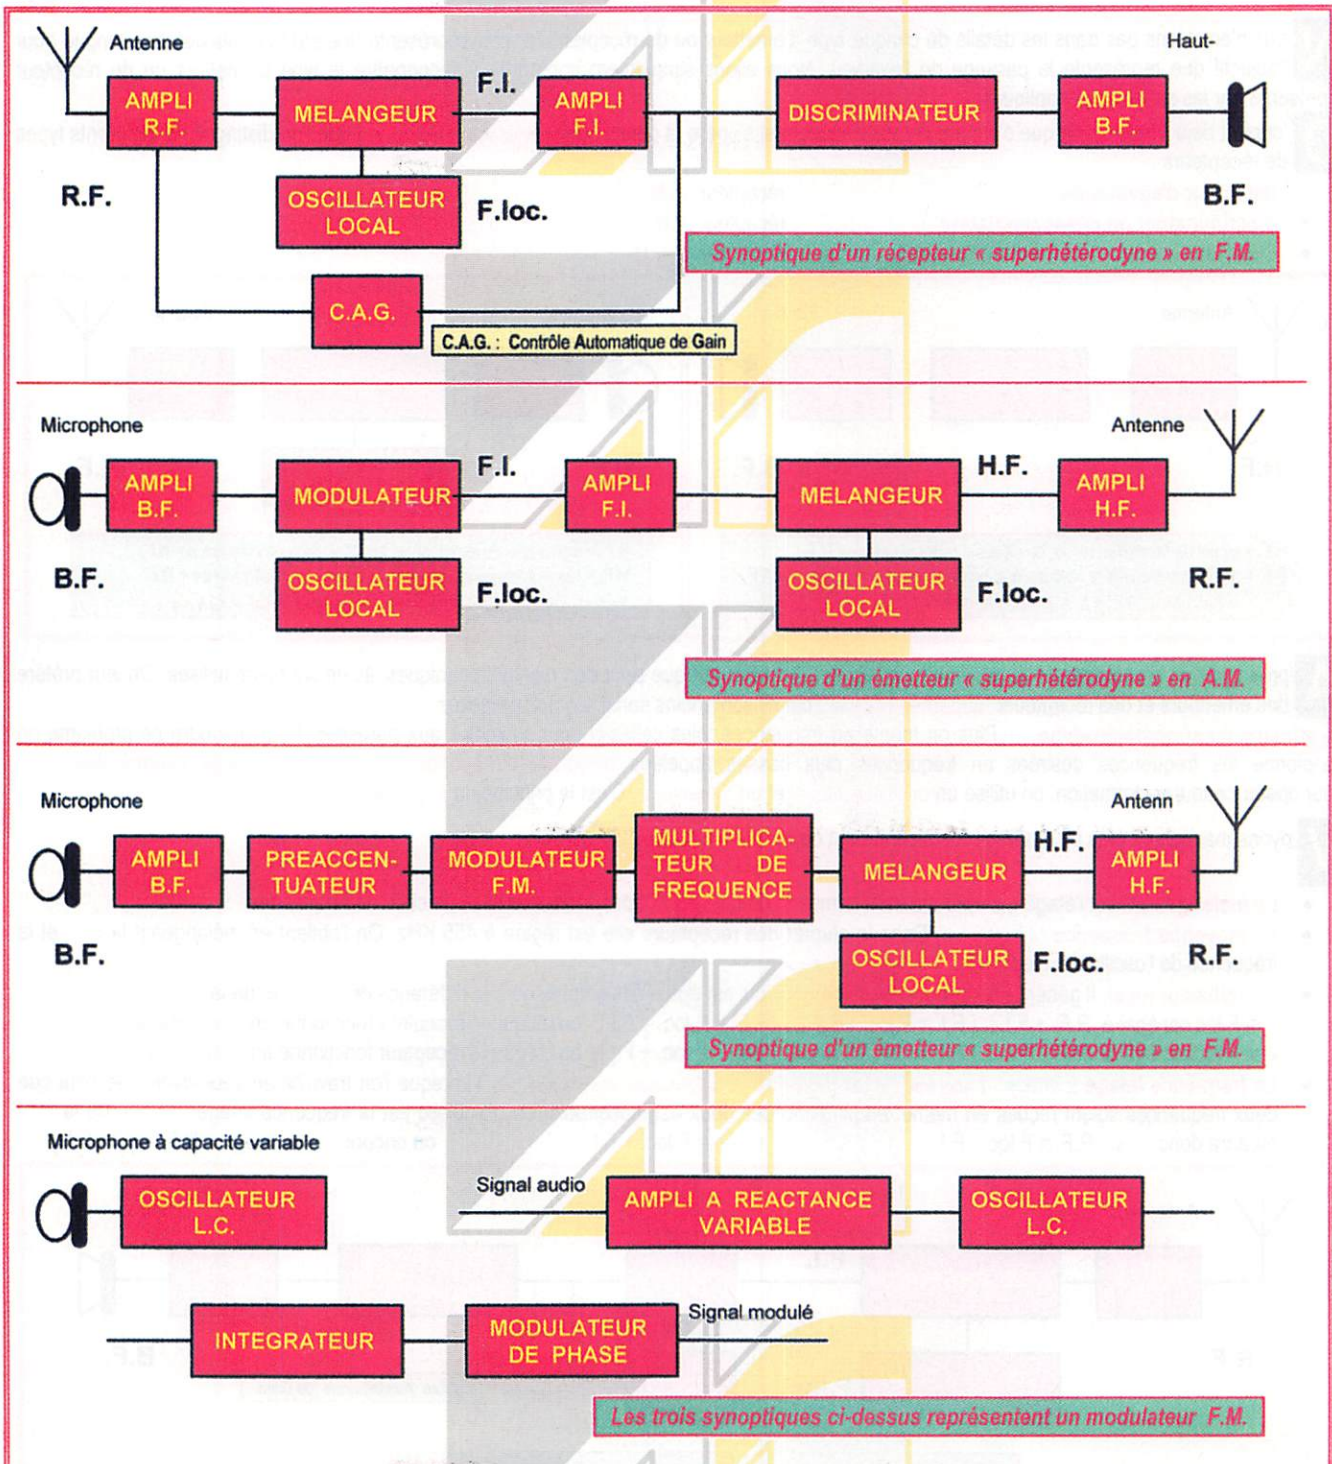 Antenne
Haut-
AMPLI
R.F.
MELANGEUR
F.I.
AMPLI
F.I.
DISCRIMINATEUR
AMPLI
B.F.
R.F.
OSCILLATEUR
LOCAL
F.loc.
B.F.
Synoptique d'un récepteur « superhétérodyne » en F.M.
C.A.G.
C.A.G. : Contrôle Automatique de Gain
Microphone
Antenne
AMPLI
B.F.
MODULATEUR
F.I.
AMPLI
F.I.
MELANGEUR
H.F.
AMPLI
H.F.
B.F.
OSCILLATEUR
LOCAL
F.loc.
OSCILLATEUR
LOCAL
F.loc.
R.F.
Synoptique d'un émetteur « superhétérodyne » en A.M.
Microphone
Antenn
AMPLI
B.F.
PREACCEN-
TUATEUR
MODULATEUR
F.M.
MULTIPLICA-
TEUR DE
FREQUENCE
MELANGEUR
H.F.
AMPLI
H.F.
B.F.
OSCILLATEUR
LOCAL
F.loc.
R.F.
Synoptique d'un émetteur « superhétérodyne » en F.M.
Microphone à capacité variable
OSCILLATEUR
L.C.
Signal audio
AMPLI A REACTANCE
VARIABLE
OSCILLATEUR
L.C.
INTEGRATEUR
MODULATEUR
DE PHASE
Signal modulé
Les trois synoptiques ci-dessus représentent un modulateur F.M.